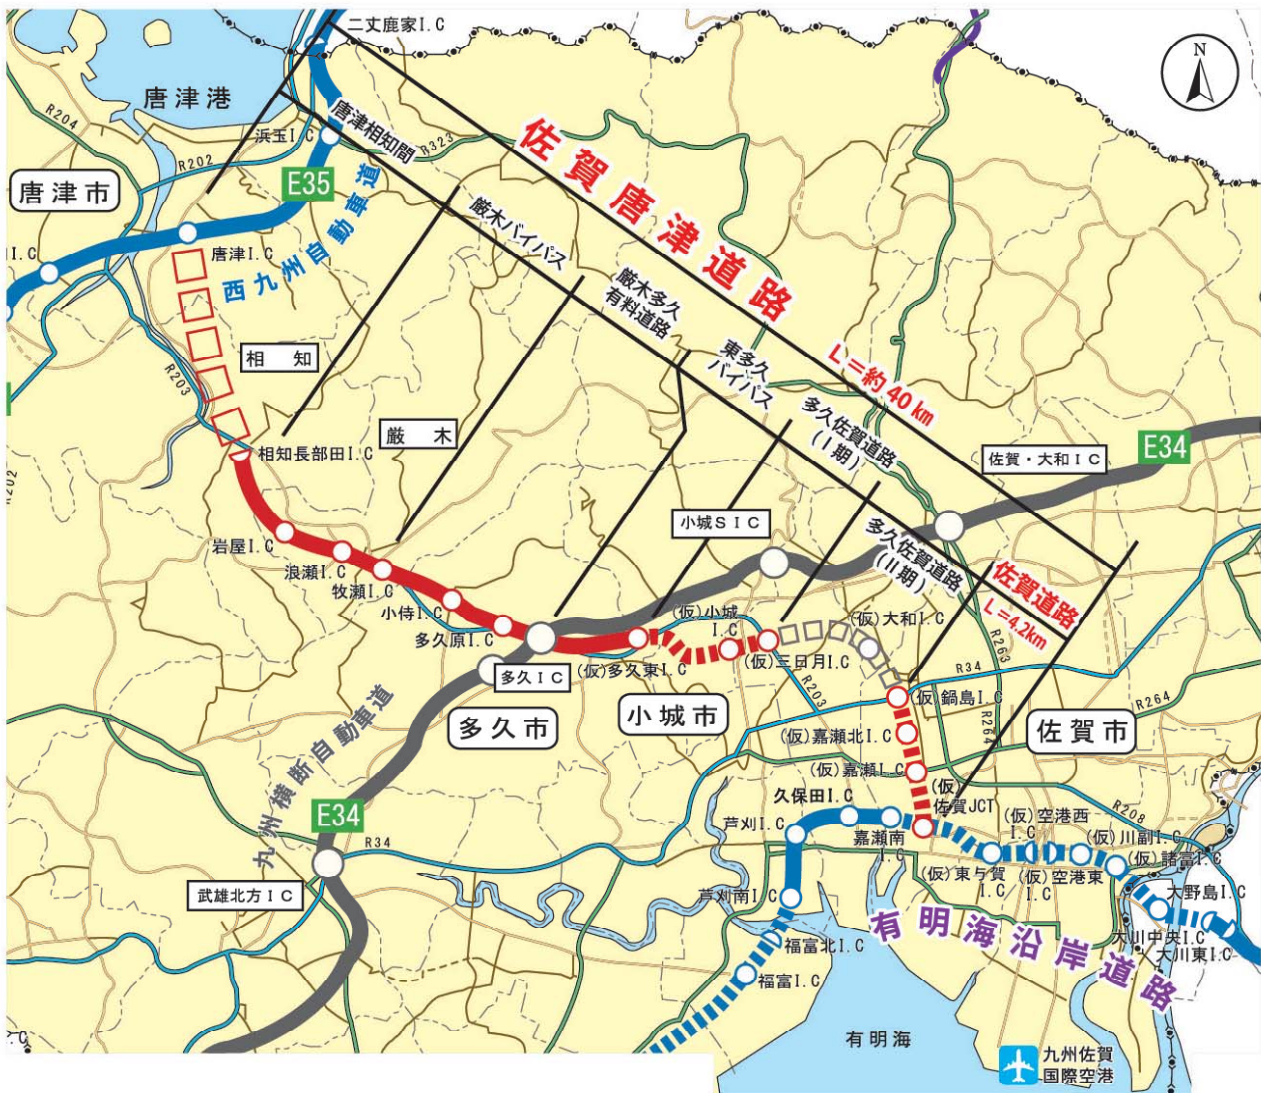 二丈鹿家I.C
N
唐津港
R204
唐津相知間
浜玉I.C
R323
R202
佐賀唐津道路
唐津市
E35
厳木バイパス
西九州自動車道
唐津I.C
I.C
厳木多久
有料道路
東多久
バイパス
L=約40km
相 知
R203
多久佐賀道路
(Ⅰ期)
厳 木
佐賀・大和IC
E34
相知長部田I.C
R202
小城SIC
多久佐賀道路
(Ⅱ期)
岩屋I.C
浪瀬I.C
牧瀬I.C
佐賀道路
L=4.2km
小侍I.C
(仮)小城
I.C
(仮)大和I.C
多久原I.C
R263
(仮)多久東I.C
(仮)三日月I.C
R34
多久IC
R203
(仮)鍋島I.C
R264
小城市
多久市
R264
佐賀市
(仮)嘉瀬北I.C
九州横断自動車道
(仮)嘉瀬I.C
(仮)
佐賀JCT
久保田I.C
E34
芦刈I.C
嘉瀬南
I.C
(仮)空港西
I.C
R208
(仮)川副I.C
R34
(仮)諸富I.C
(仮)東与賀
I.C
(仮)空港東
I.C
武雄北方IC
芦刈南I.C
大野島I.C
有明海沿岸道路
福富北I.C
大川中央I.C
大川東I.C
福富I.C
有明海
九州佐賀
国際空港